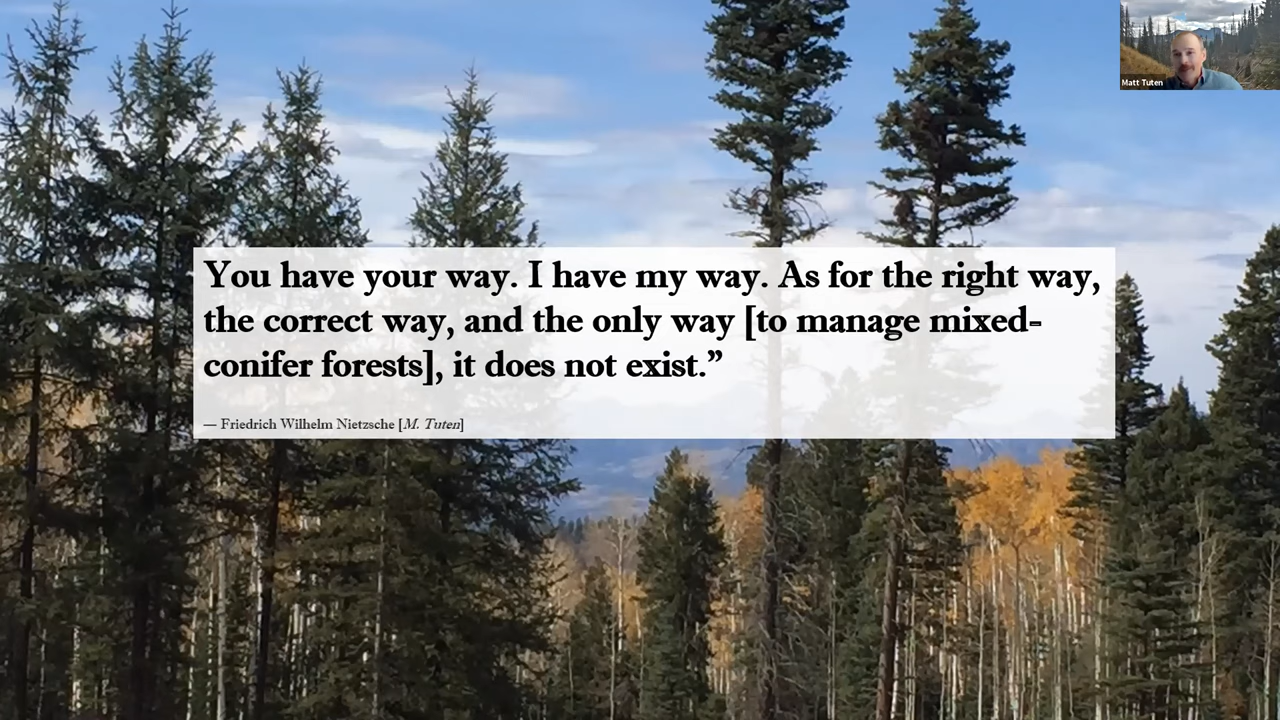 Matt Tuten
You have your way. I have my way. As for the right way,
the correct way, and the only way [to manage mixed-
conifer forests], it does not exist.”
— Friedrich Wilhelm Nietzsche [M. Tuten]